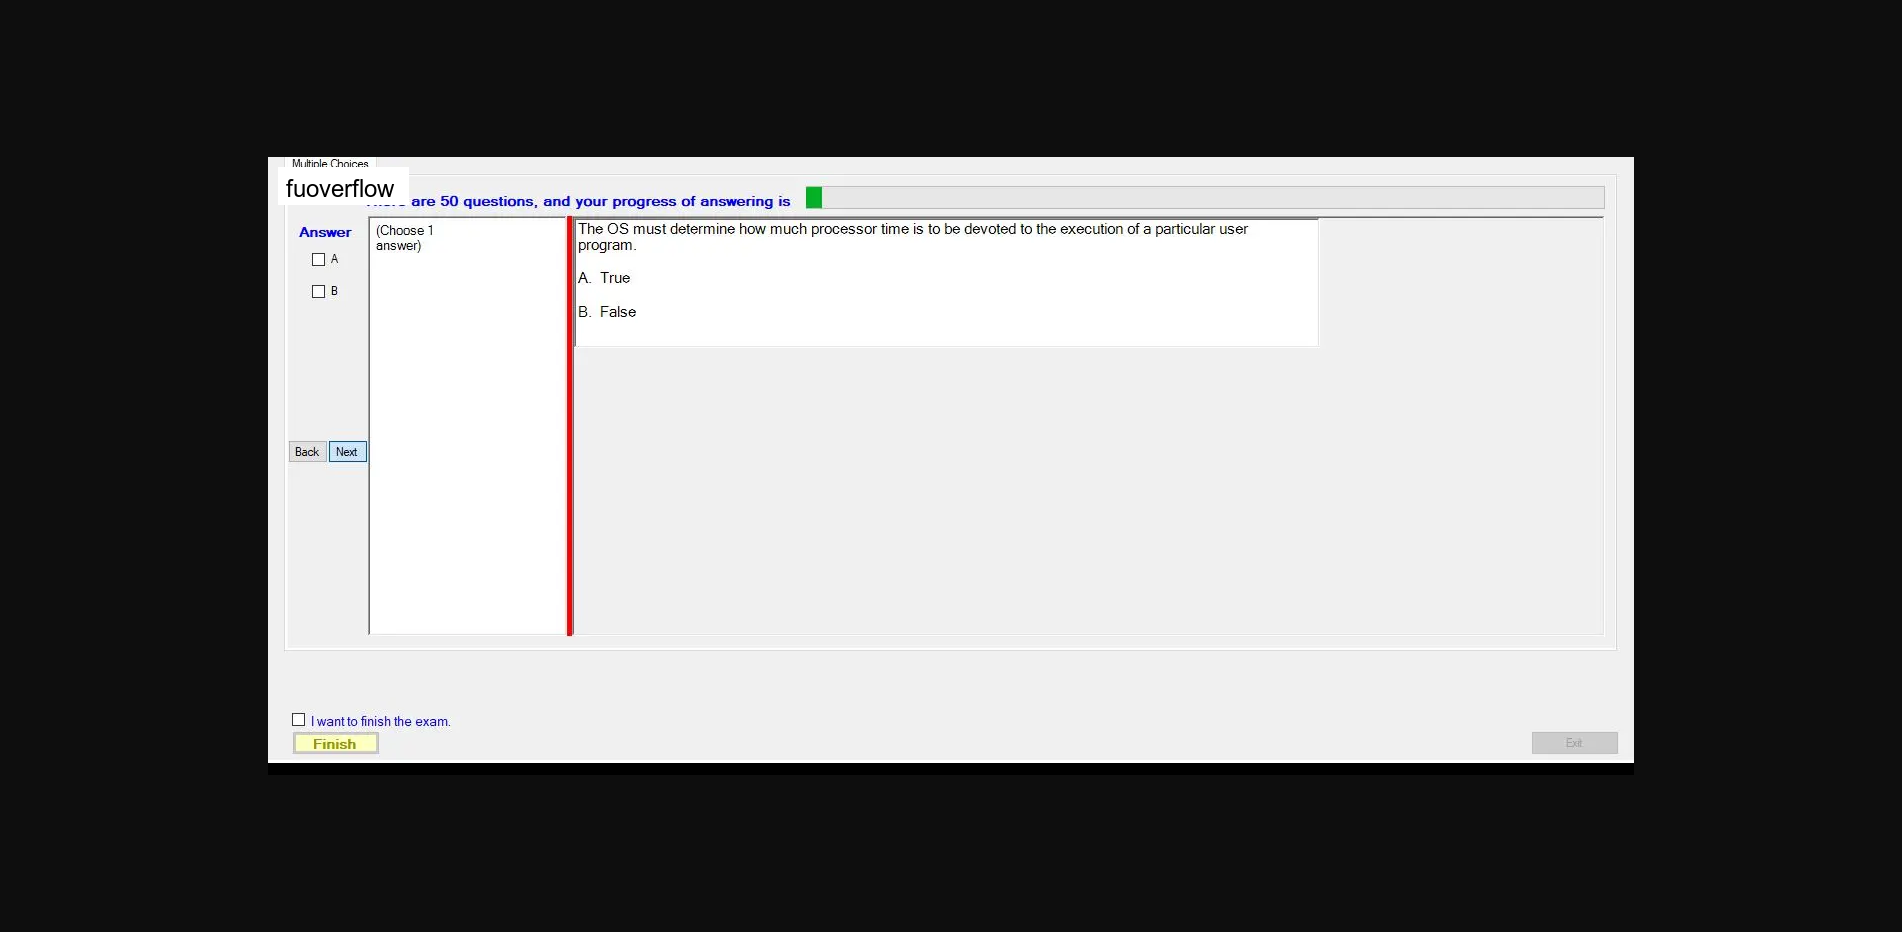 Multiple Choices
fuoverflow
are 50 questions, and your progress of answering is
Answer
(Choose 1
answer)
A
B
The OS must determine how much processor time is to be devoted to the execution of a particular user
program.
A. True
B. False
Back Next
I want to finish the exam.
Finish
Exit